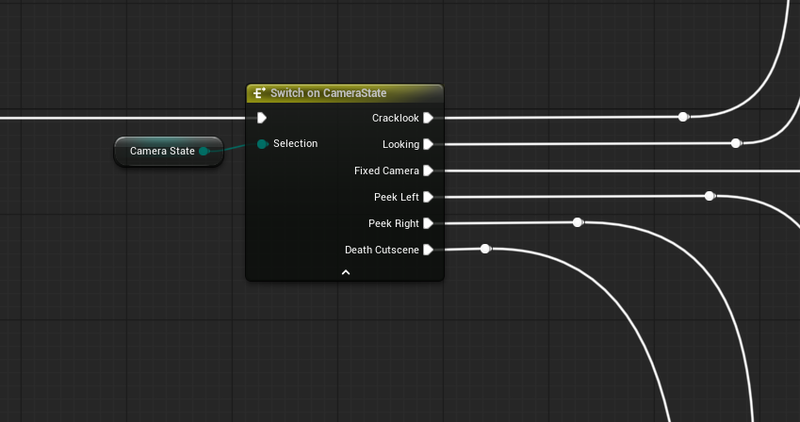 Switch on CameraState
Cracklook
Camera State
Selection
Looking
Fixed Camera
Peek Left
Peek Right
Death Cutscene